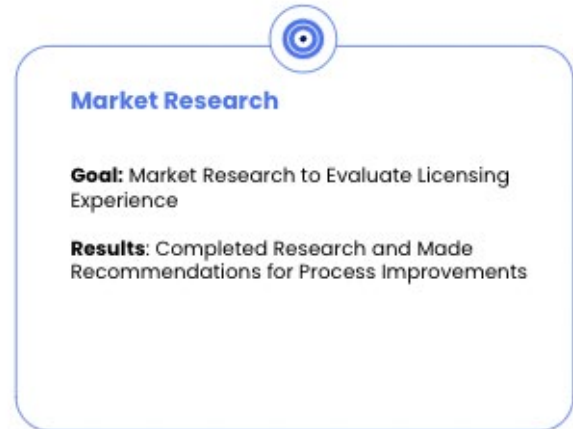 Market Research
Goal: Market Research to Evaluate Licensing
Experience
Results: Completed Research and Made
Recommendations for Process Improvements